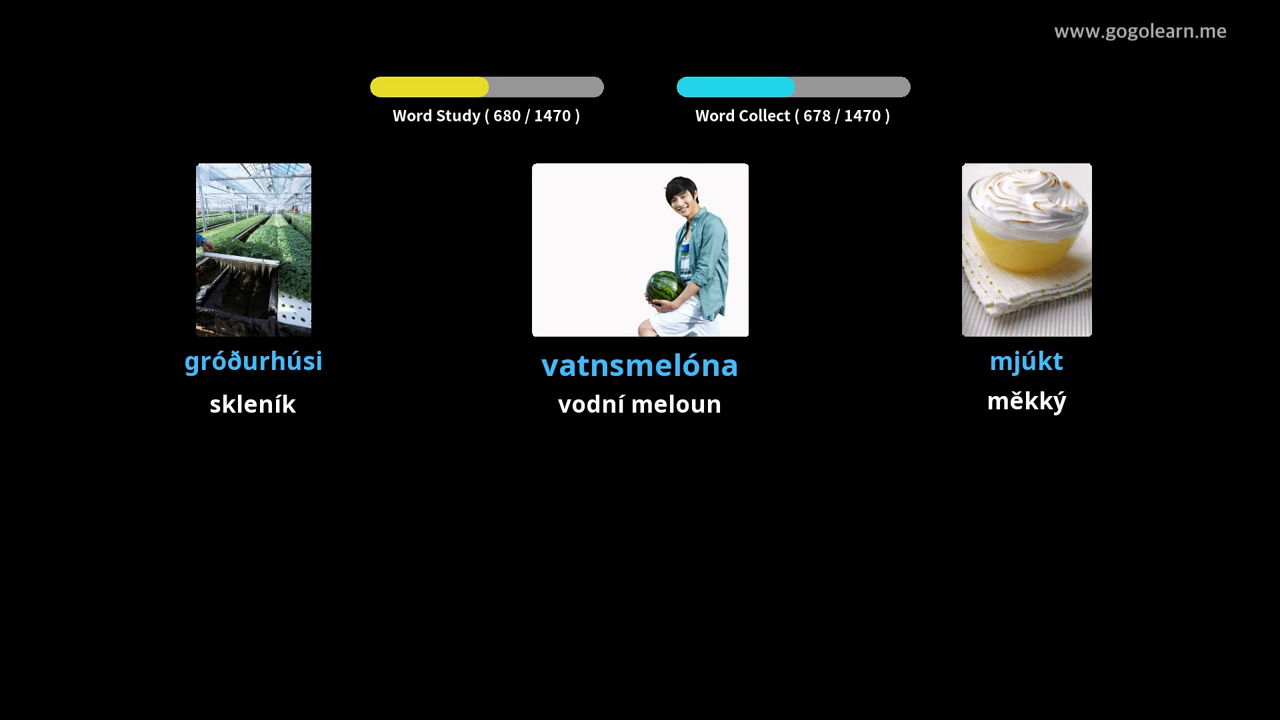 www.gogolearn.me
Word Study ( 680 / 1470 )
Word Collect ( 678 / 1470 )
gróðurhúsi
vatnsmelóna
mjúkt
skleník
vodní meloun
měkký